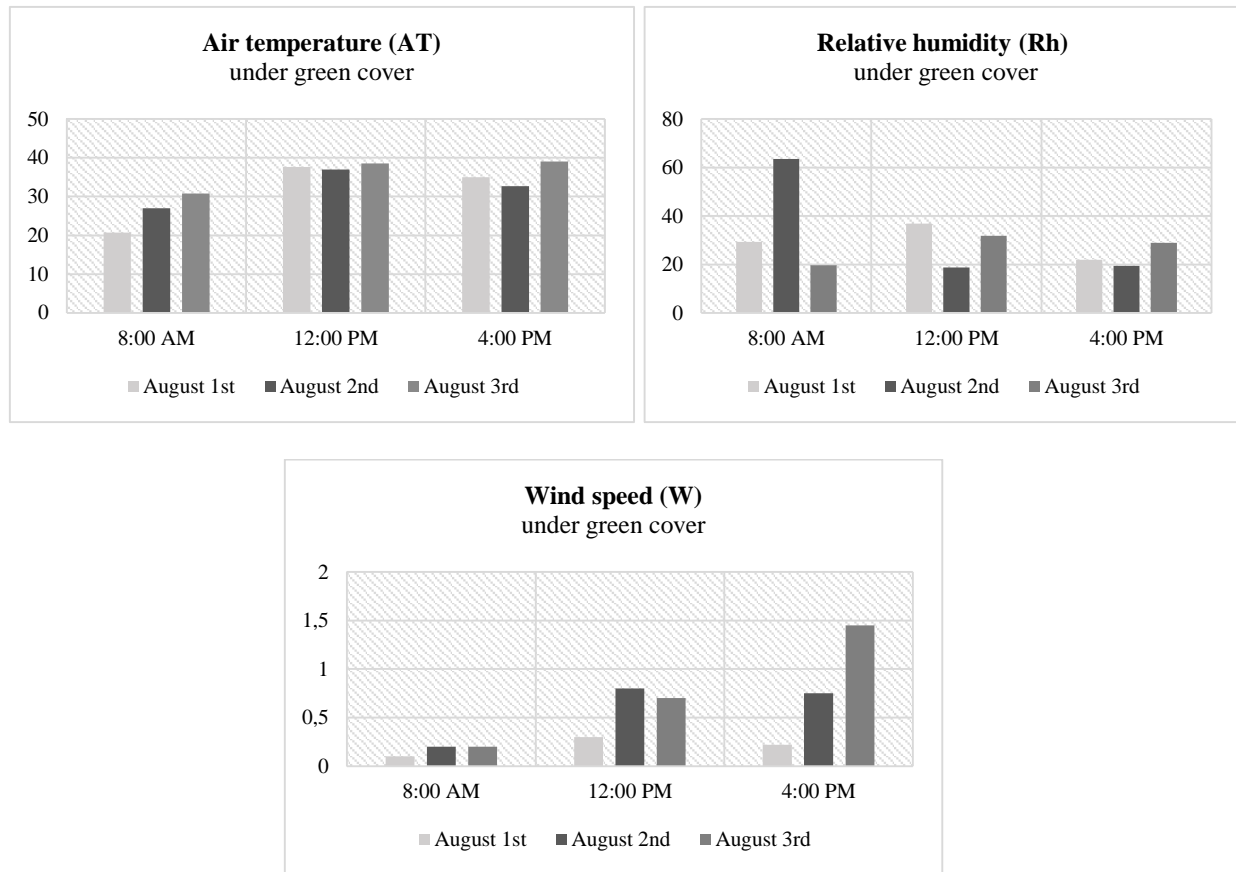 Air temperature (AT)
under green cover
50
40
30
20
10
0
8:00 AM 12:00 PM 4:00 PM
August 1st August 2nd August 3rd
Relative humidity (Rh)
under green cover
80
60
40
20
0
8:00 AM 12:00 PM 4:00 PM
August 1st August 2nd August 3rd
Wind speed (W)
under green cover
2
1,5
1
0,5
0
8:00 AM 12:00 PM 4:00 PM
August 1st August 2nd August 3rd